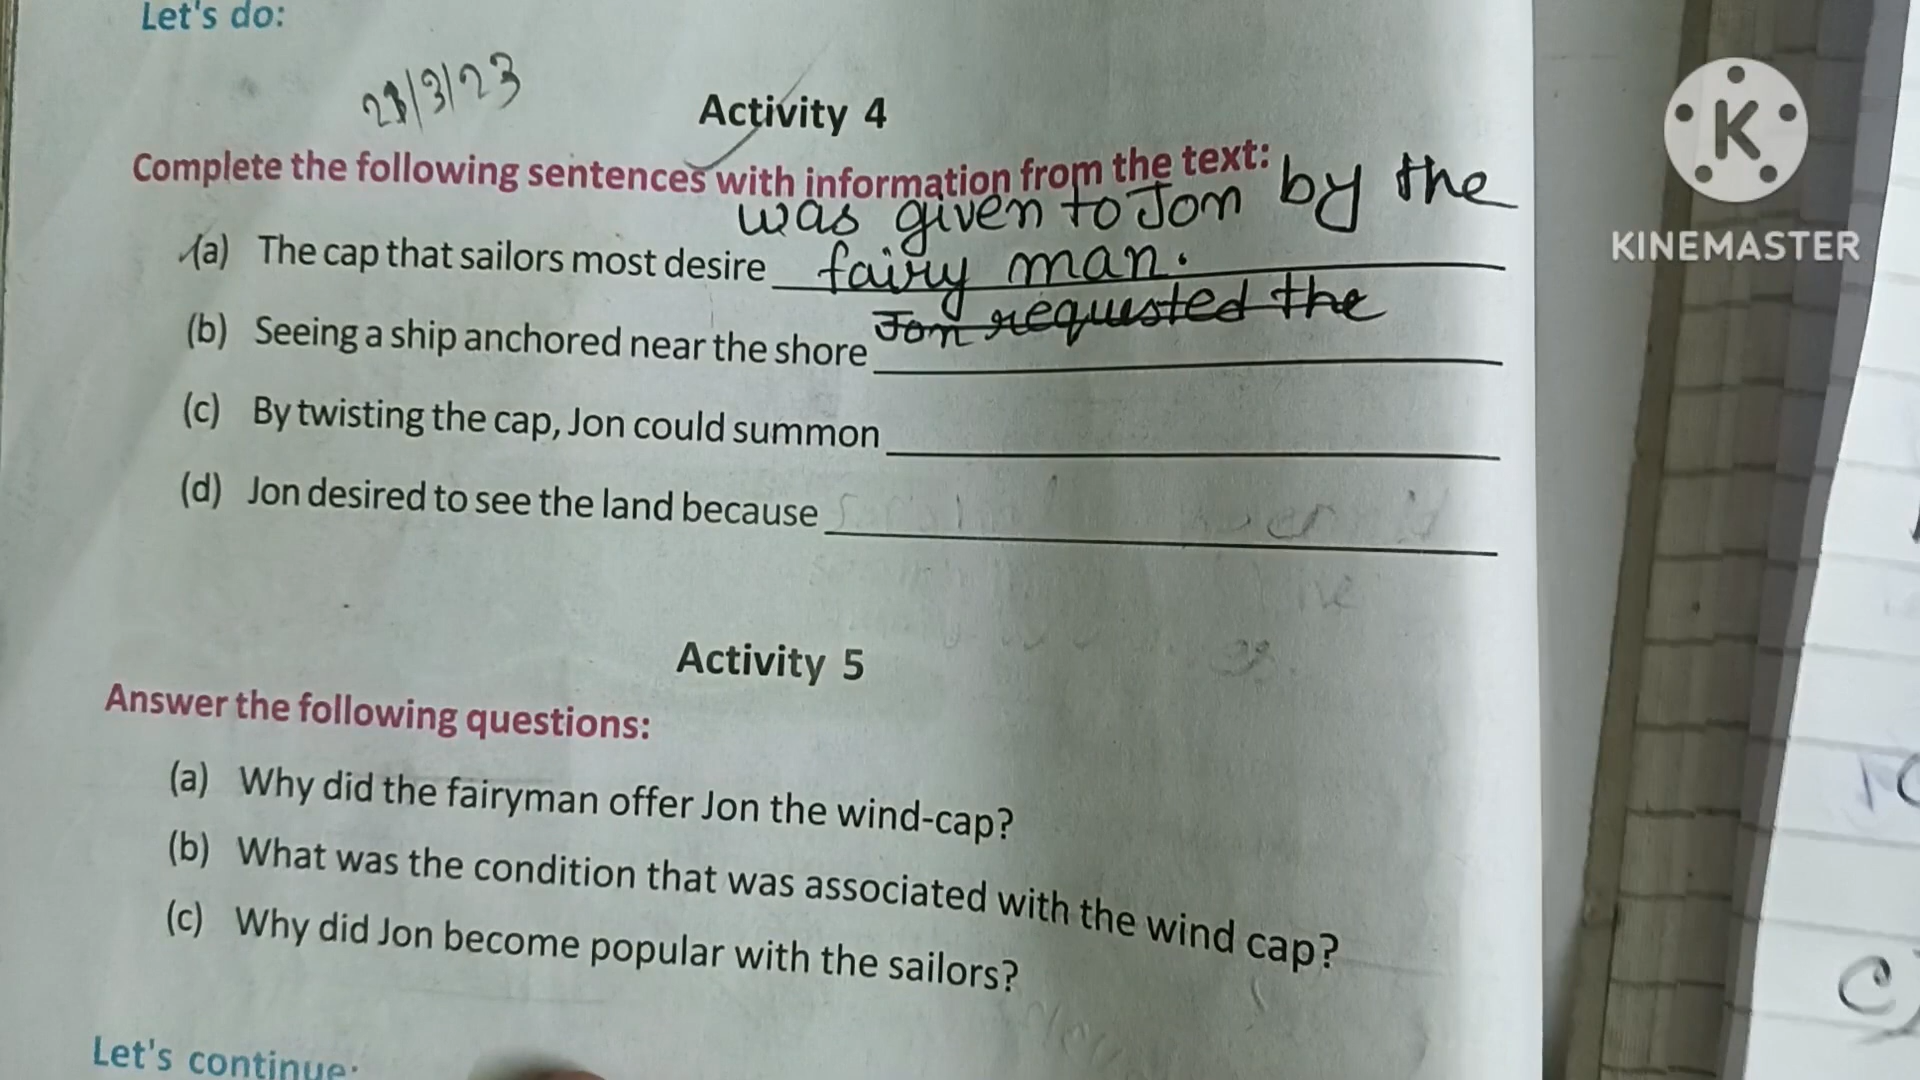 Let's do:
28/3/23
Activity 4
Complete the following sentences with information from the text:
was given to Jon by the
(a) The cap that sailors most desire fairy man.
Jon requested the
(b) Seeing a ship anchored near the shore
(c) By twisting the cap, Jon could summon
(d) Jon desired to see the land because
Activity 5
Answer the following questions:
(a) Why did the fairyman offer Jon the wind-cap?
(b) What was the condition that was associated with the wind cap?
(c) Why did Jon become popular with the sailors?
Let's continue:
K
KINEMASTER
c)